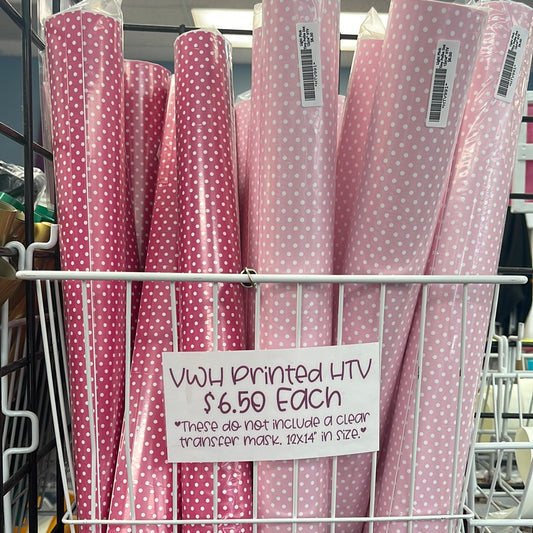 VWH Printed HTV
$6.50 Each
♥These do not include a clear
transfer mask. 12X14" in size.♥